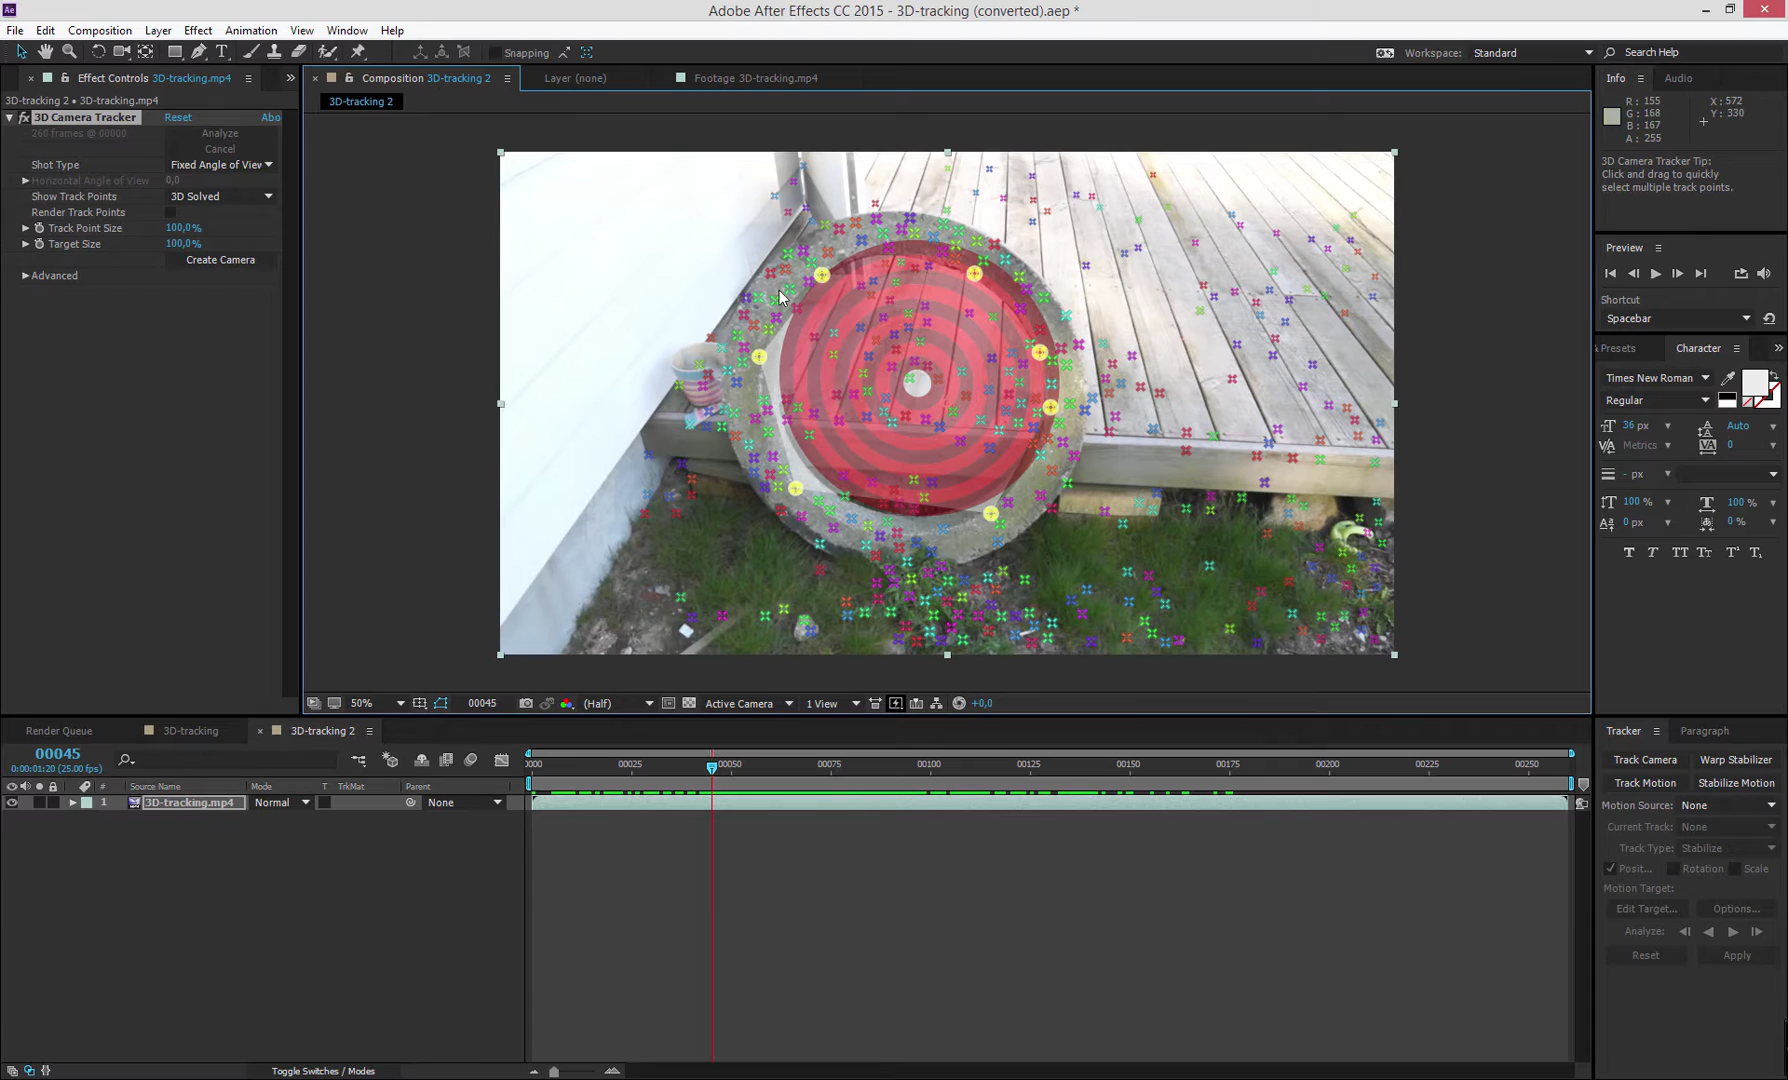 Adobe After Effects CC 2015 - 3D-tracking (converted).aep *
File Edit Composition Layer Effect Animation View Window Help
Snapping
Workspace: Standard
Search Help
Effect Controls 3D-tracking.mp4
3D-tracking 2 • 3D-tracking.mp4
fx 3D Camera Tracker Reset Abo
260 frames @ 00000 Analyze
Cancel
Shot Type Fixed Angle of View
Horizontal Angle of View 0,0
Show Track Points 3D Solved
Render Track Points
Track Point Size 100,0%
Target Size 100,0%
Create Camera
Advanced
Composition 3D-tracking 2
Layer (none)
Footage 3D-tracking.mp4
3D-tracking 2
50% 00045 (Half) Active Camera 1 View +0,0
Info Audio
R: 155 X: 572
G: 168 Y: 330
B: 167
A: 255
3D Camera Tracker Tip:
Click and drag to quickly
select multiple track points.
Preview
Shortcut
Spacebar
& Presets Character
Times New Roman
Regular
36 px Auto
Metrics 0
- px
100 % 100 %
0 px 0 %
T T TT Tт T¹ T₁
Render Queue 3D-tracking 3D-tracking 2
00045
0:00:01:20 (25.00 fps)
0000 00025 00050 00075 00100 00125 00150 00175 00200 00225 00250
# Source Name Mode T TrkMat Parent
1 3D-tracking.mp4 Normal None
Toggle Switches / Modes
Tracker Paragraph
Track Camera Warp Stabilizer
Track Motion Stabilize Motion
Motion Source: None
Current Track: None
Track Type: Stabilize
Posit... Rotation Scale
Motion Target:
Edit Target... Options...
Analyze:
Reset Apply